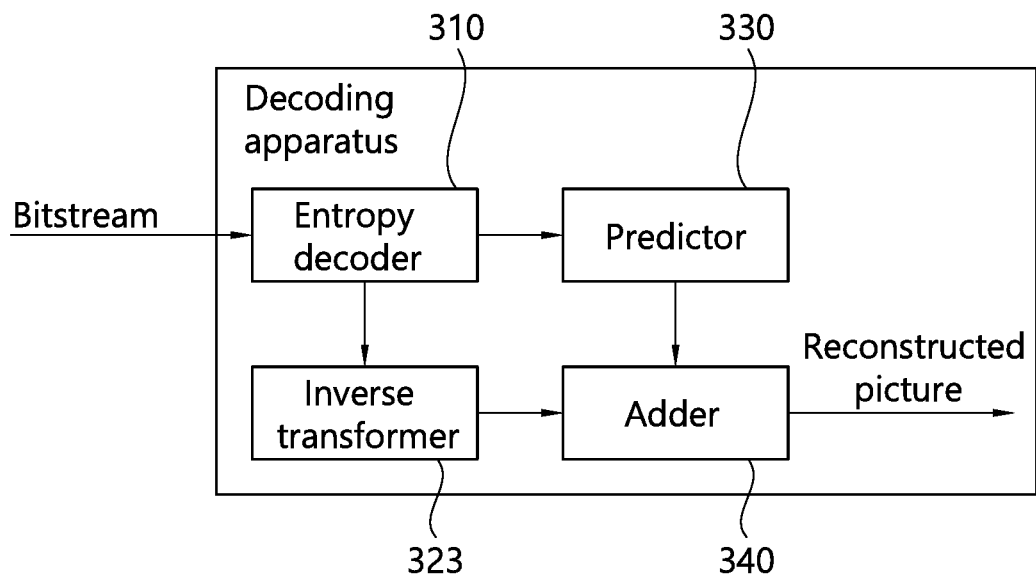 310
330
Decoding
apparatus
Bitstream
Entropy
decoder
Predictor
Inverse
transformer
Adder
Reconstructed
picture
323
340